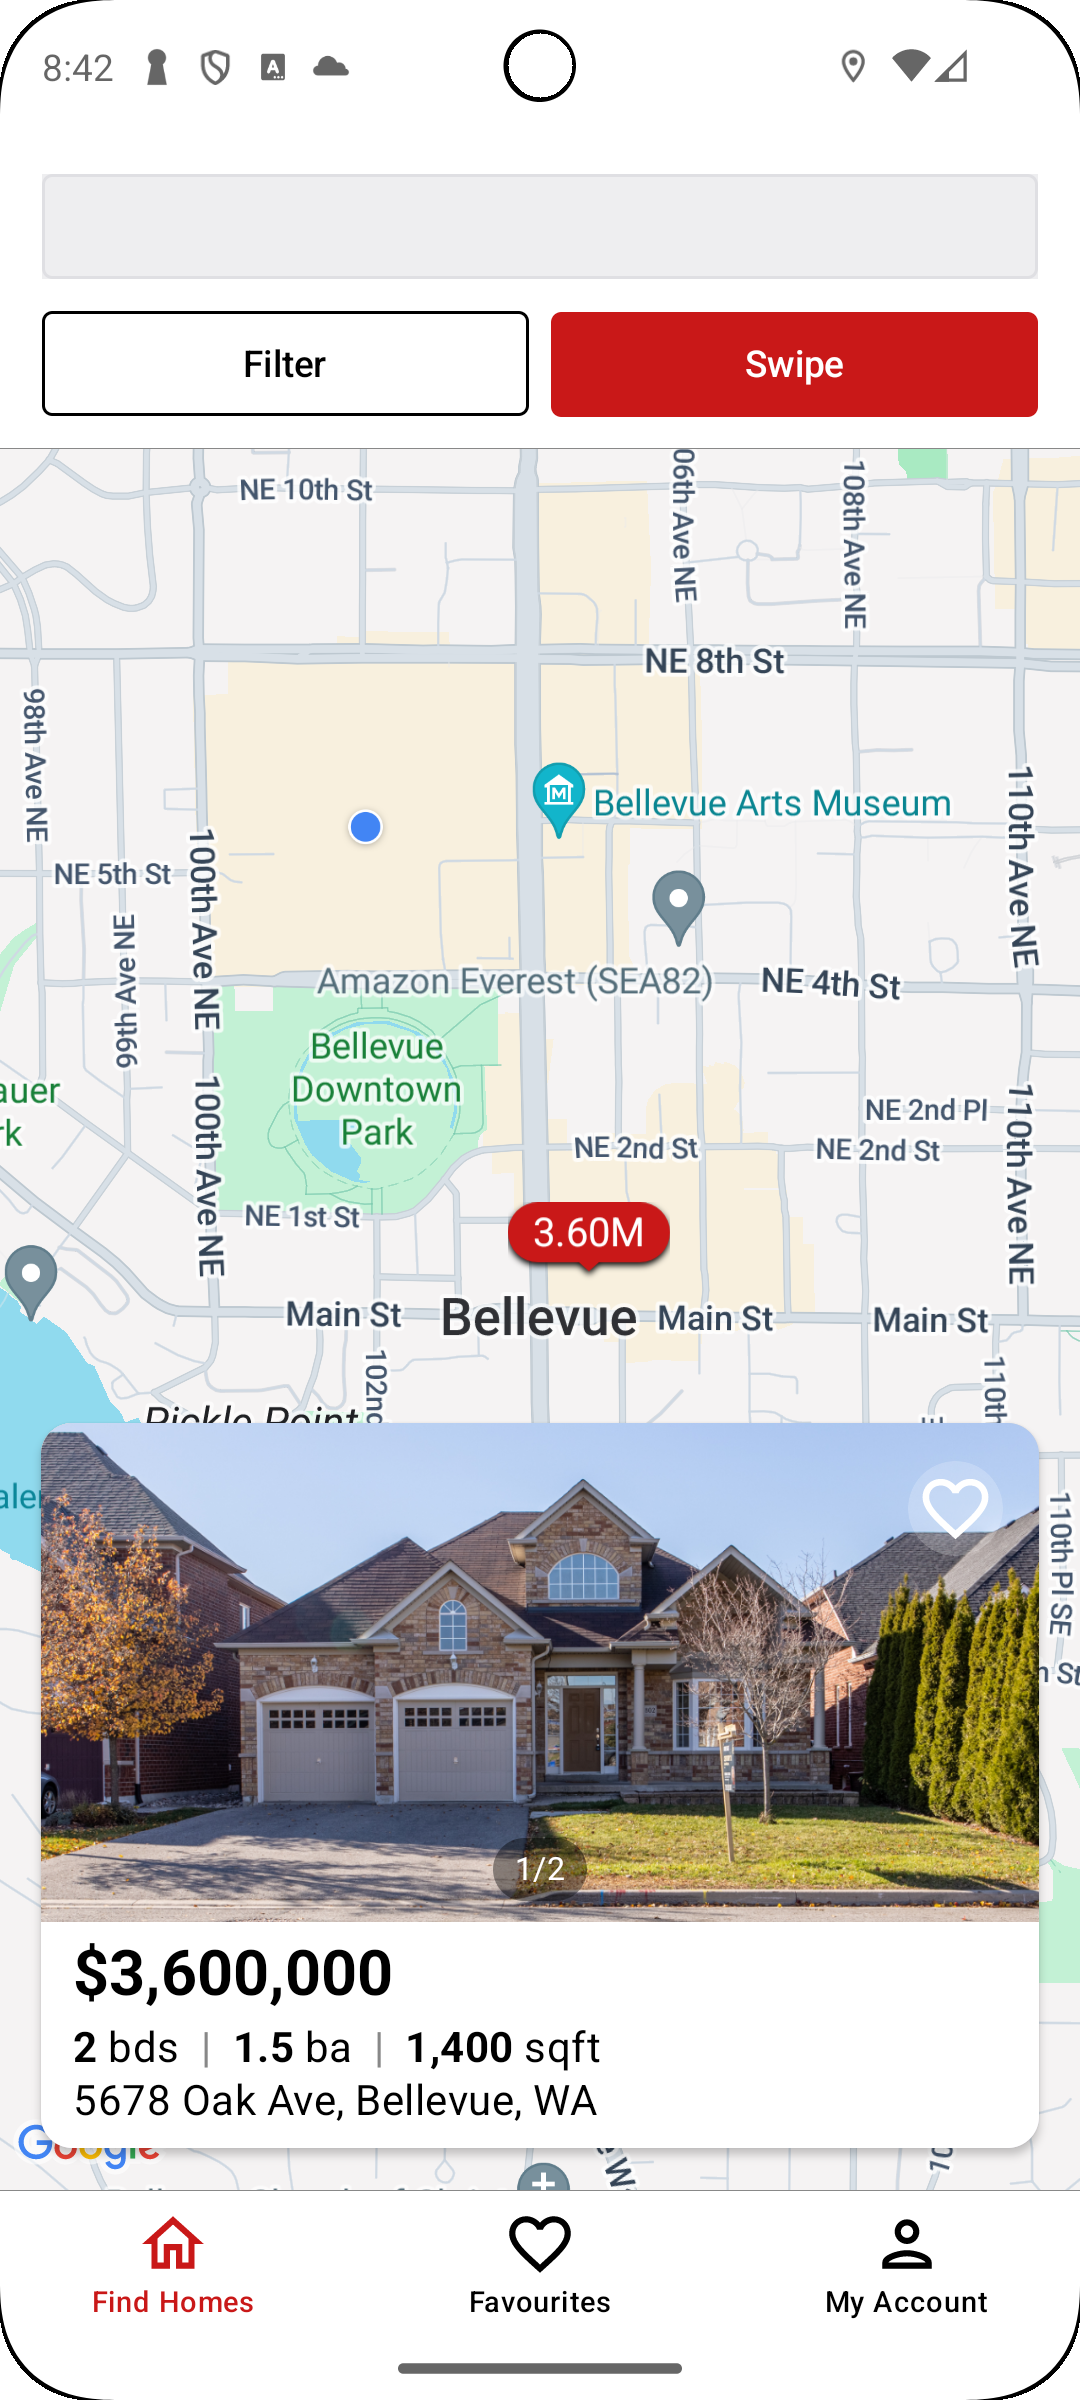 8:42
Filter
Swipe
NE 10th St
06th Ave NE
108th Ave NE
NE 8th St
98th Ave NE
Bellevue Arts Museum
110th Ave NE
100th Ave NE
NE 5th St
99th Ave NE
Amazon Everest (SEA82)
NE 4th St
Bellevue
Downtown
Park
auer
rk
100th Ave NE
110th Ave NE
NE 2nd Pl
NE 2nd St
NE 2nd St
NE 1st St
3.60M
Main St
Bellevue
Main St
Main St
102nd
110th
Pickle Point
110th Pl SE
1/2
$3,600,000
2 bds | 1.5 ba | 1,400 sqft
5678 Oak Ave, Bellevue, WA
Google
Find Homes
Favourites
My Account